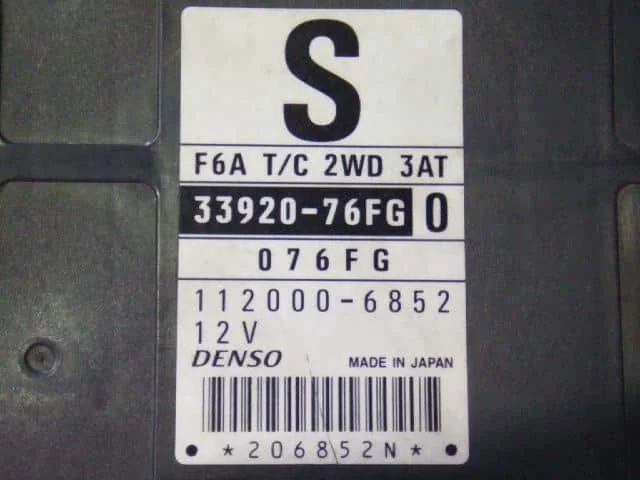 S
F6A T/C 2WD 3AT
33920-76FG 0
076FG
112000-6852
12V
DENSO MADE IN JAPAN
*206852N*